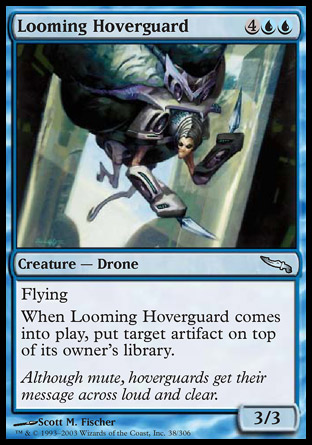 Looming Hoverguard 4
Creature — Drone
Flying
When Looming Hoverguard comes
into play, put target artifact on top
of its owner's library.
Although mute, hoverguards get their
message across loud and clear.
Scott M. Fischer
™ & © 1993–2003 Wizards of the Coast, Inc. 38/306
3/3